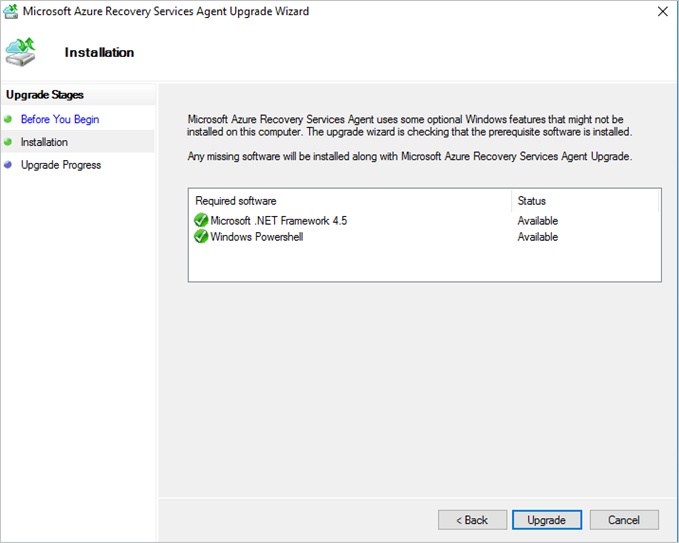 Microsoft Azure Recovery Services Agent Upgrade Wizard
Installation
Upgrade Stages
Before You Begin
Installation
Upgrade Progress
Microsoft Azure Recovery Services Agent uses some optional Windows features that might not be
installed on this computer. The upgrade wizard is checking that the prerequisite software is installed.
Any missing software will be installed along with Microsoft Azure Recovery Services Agent Upgrade.
Required software Status
Microsoft .NET Framework 4.5 Available
Windows Powershell Available
< Back Upgrade Cancel